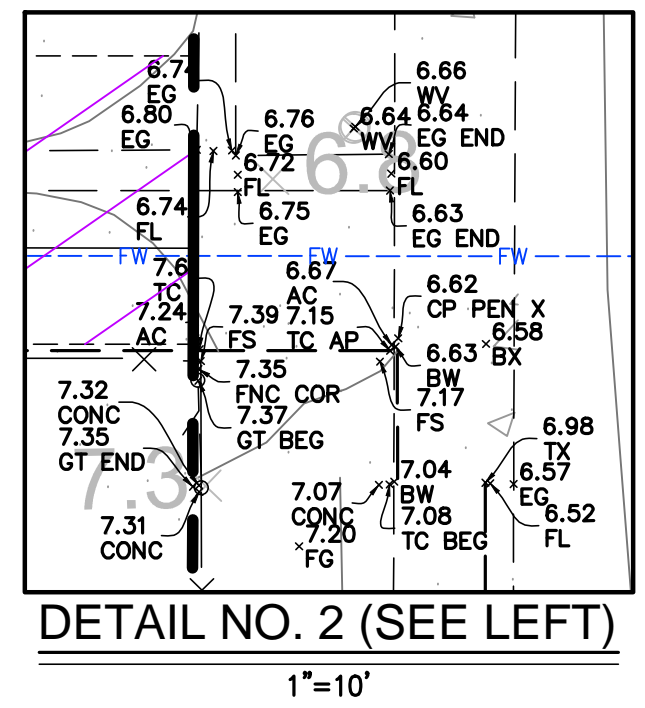 6.74
EG
6.80
EG
6.76
EG
6.66
WV
6.64
WV
6.64
EG END
6.8
6.72
FL
6.60
FL
6.74
FL
6.75
EG
6.63
EG END
FW
FW
FW
7.6
TC
6.67
AC
6.62
CP PEN X
7.24
AC
7.39
FS
7.15
TC AP
6.58
BX
6.63
BW
7.35
FNC COR
7.17
FS
7.32
CONC
7.37
GT BEG
7.35
GT END
7.3
6.98
TX
7.04
BW
6.57
EG
7.07
CONC
7.08
TC BEG
6.52
FL
7.31
CONC
7.20
FG
DETAIL NO. 2 (SEE LEFT)
1"=10'